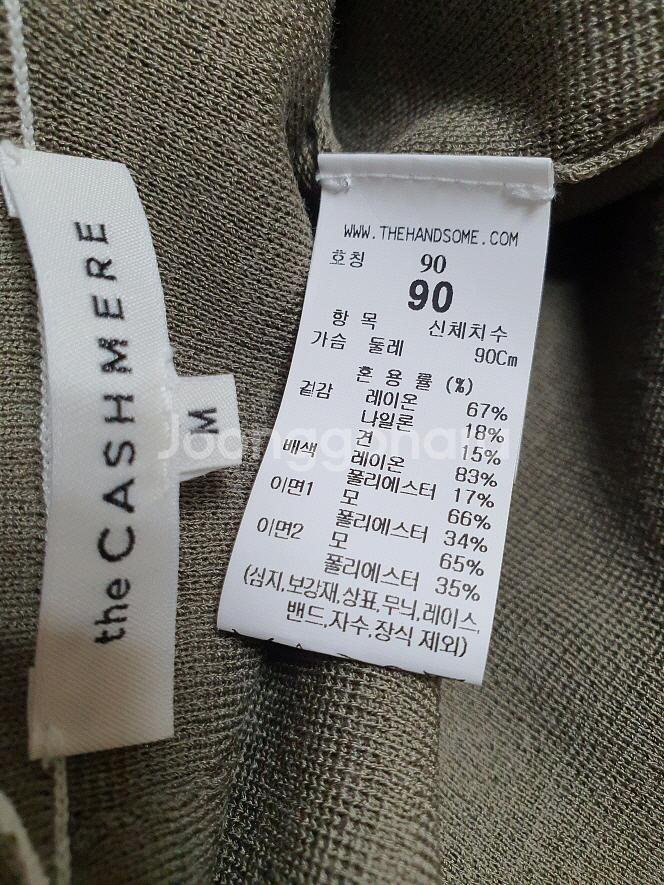 the CASHMERE
M
WWW.THEHANDSOME.COM
호칭 90
90
항 목 신체치수
가슴 둘레 90Cm
혼 용 률 (%)
겉감 레이온 67%
나일론 18%
견 15%
배색 레이온 83%
폴리에스터 17%
이면1 모 66%
폴리에스터 34%
이면2 모 65%
폴리에스터 35%
(심지,보강재,상표,무늬,레이스,
밴드,자수,장식 제외)
Joonggonara